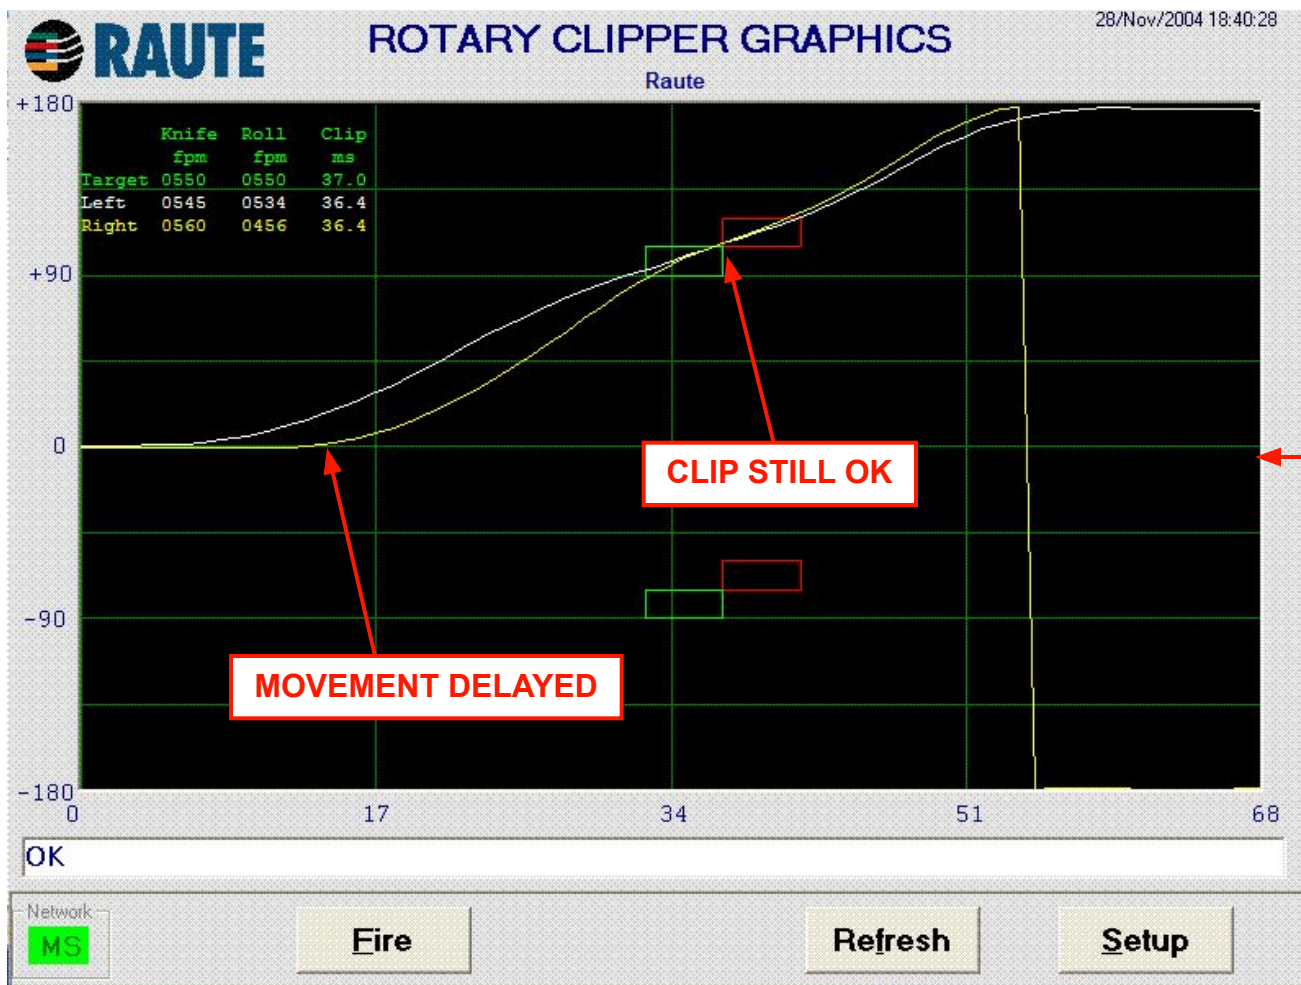 28/Nov/2004 18:40:28
RAUTE
ROTARY CLIPPER GRAPHICS
Raute
+180
Knife Roll Clip
fpm fpm ms
Target 0550 0550 37.0
Left 0545 0534 36.4
Right 0560 0456 36.4
+90
0
CLIP STILL OK
-90
MOVEMENT DELAYED
-180
0 17 34 51 68
OK
Network
MS
Fire
Refresh
Setup